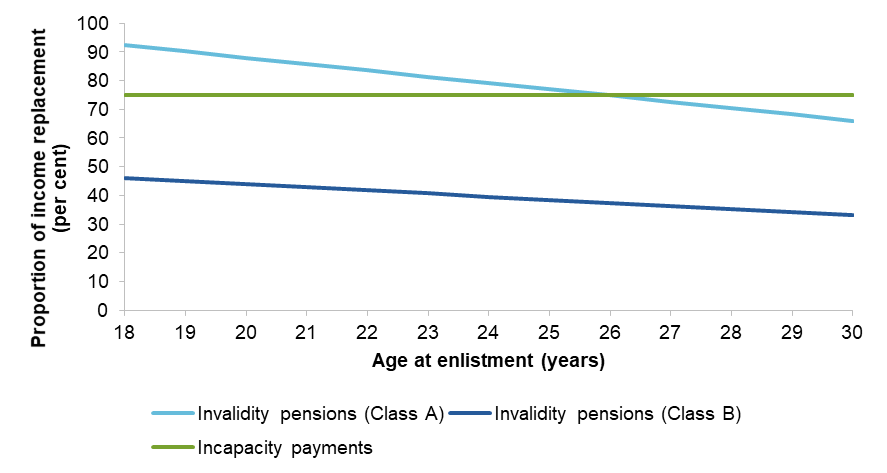 Proportion of income replacement
(per cent)
100
90
80
70
60
50
40
30
20
10
0
18 19 20 21 22 23 24 25 26 27 28 29 30
Age at enlistment (years)
Invalidity pensions (Class A) Invalidity pensions (Class B)
Incapacity payments